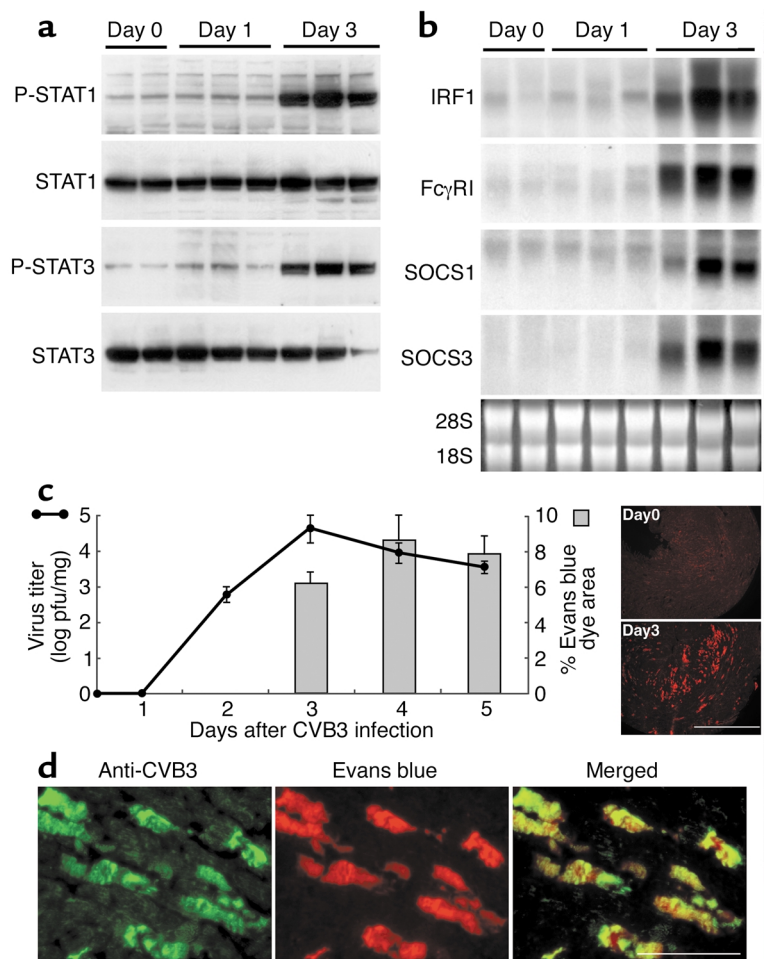 a
Day 0 Day 1 Day 3
P-STAT1
STAT1
P-STAT3
STAT3
b
Day 0 Day 1 Day 3
IRF1
FcγRI
SOCS1
SOCS3
28S
18S
c
Virus titer
(log pfu/mg)
5
4
3
2
1
0
1 2 3 4 5
Days after CVB3 infection
10
8
6
4
2
0
% Evans blue
dye area
Day0
Day3
d
Anti-CVB3 Evans blue Merged